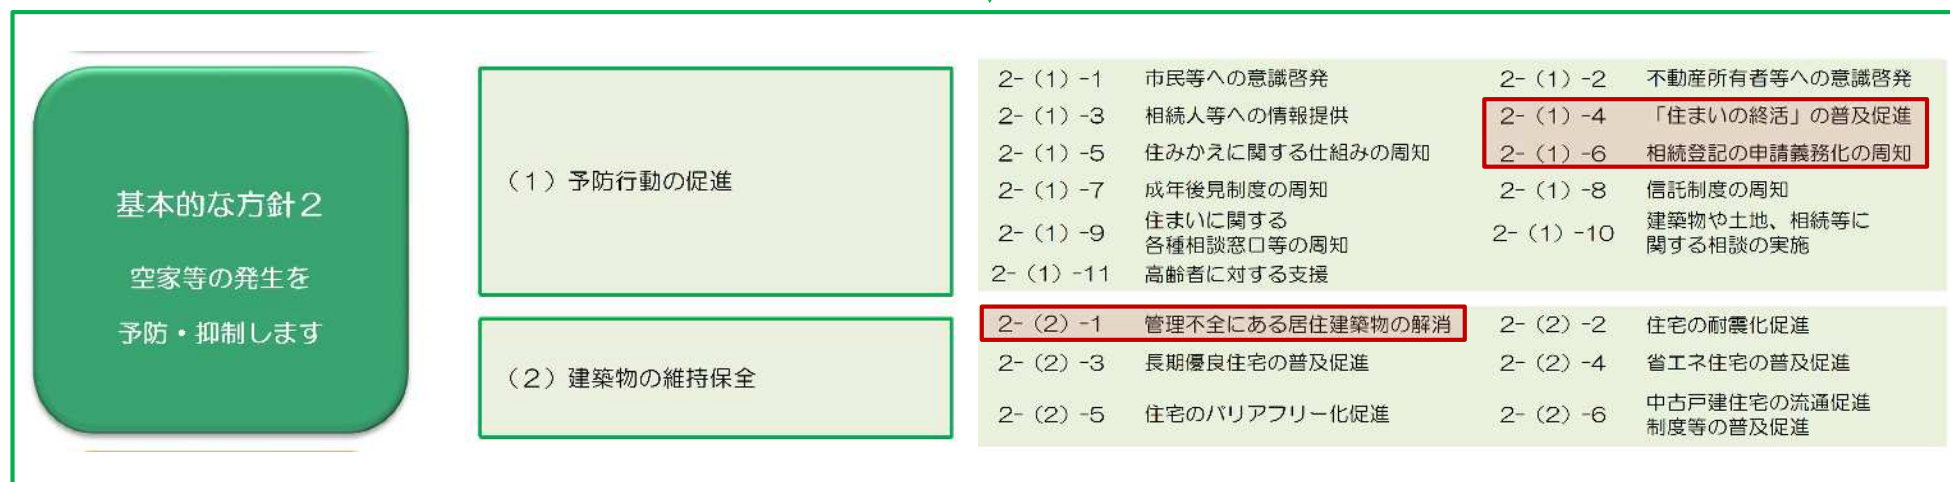 基本的な方針2
空家等の発生を
予防・抑制します
（1）予防行動の促進
2-（1）-1 市民等への意識啓発 2-（1）-2 不動産所有者等への意識啓発
2-（1）-3 相続人等への情報提供 2-（1）-4 「住まいの終活」の普及促進
2-（1）-5 住みかえに関する仕組みの周知 2-（1）-6 相続登記の申請義務化の周知
2-（1）-7 成年後見制度の周知 2-（1）-8 信託制度の周知
2-（1）-9 住まいに関する
各種相談窓口等の周知
2-（1）-10 建築物や土地、相続等に
関する相談の実施
2-（1）-11 高齢者に対する支援
（2）建築物の維持保全
2-（2）-1 管理不全にある居住建築物の解消 2-（2）-2 住宅の耐震化促進
2-（2）-3 長期優良住宅の普及促進 2-（2）-4 省エネ住宅の普及促進
2-（2）-5 住宅のバリアフリー化促進 2-（2）-6 中古戸建住宅の流通促進
制度等の普及促進